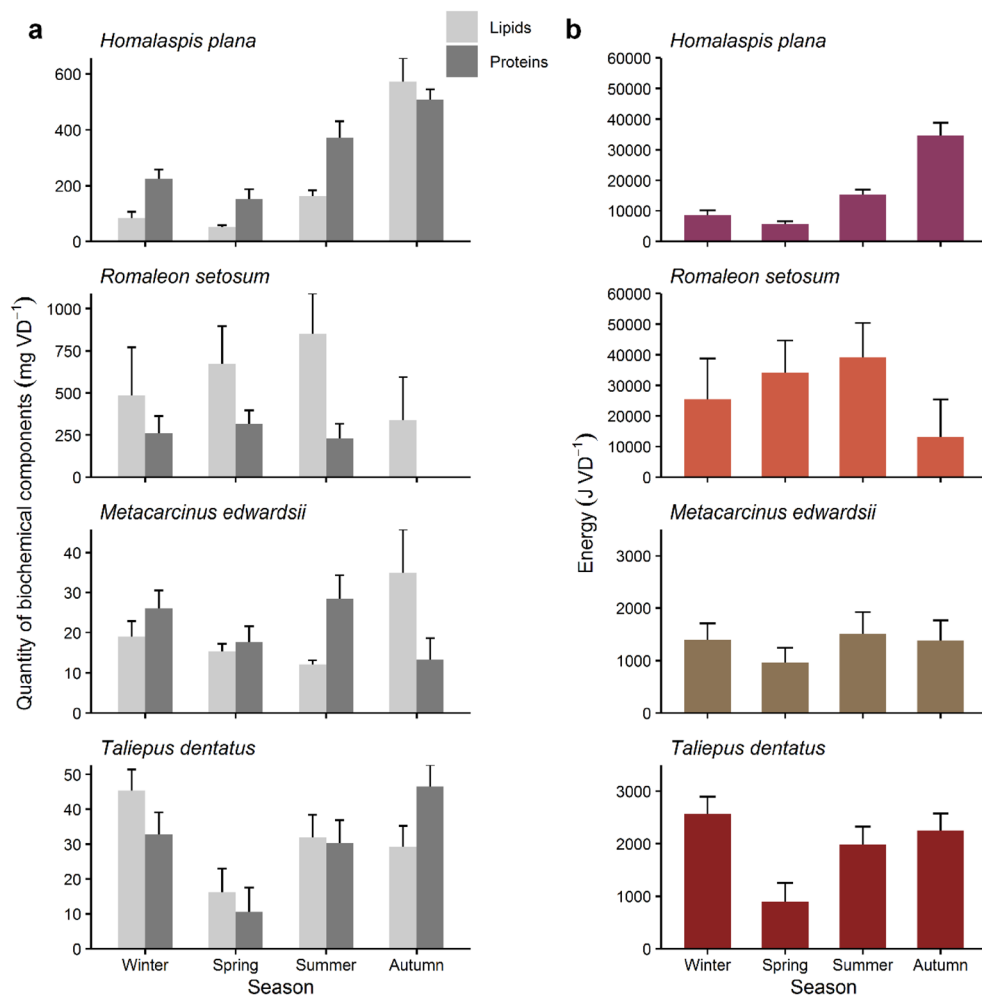 a
Lipids
Proteins
Homalaspis plana
600
400
200
0
Romaleon setosum
1000
750
500
250
0
Metacarcinus edwardsii
40
30
20
10
0
Taliepus dentatus
50
40
30
20
10
0
Winter Spring Summer Autumn
Season
Quantity of biochemical components (mg VD⁻¹)
b
Homalaspis plana
60000
50000
40000
30000
20000
10000
0
Romaleon setosum
60000
50000
40000
30000
20000
10000
0
Metacarcinus edwardsii
3000
2000
1000
0
Taliepus dentatus
3000
2000
1000
0
Winter Spring Summer Autumn
Season
Energy (J VD⁻¹)